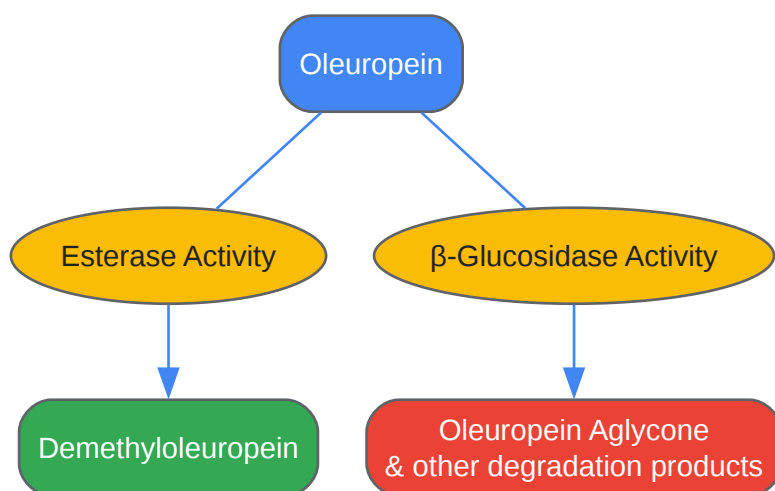 Oleuropein
Esterase Activity
β-Glucosidase Activity
Demethyloleuropein
Oleuropein Aglycone
& other degradation products